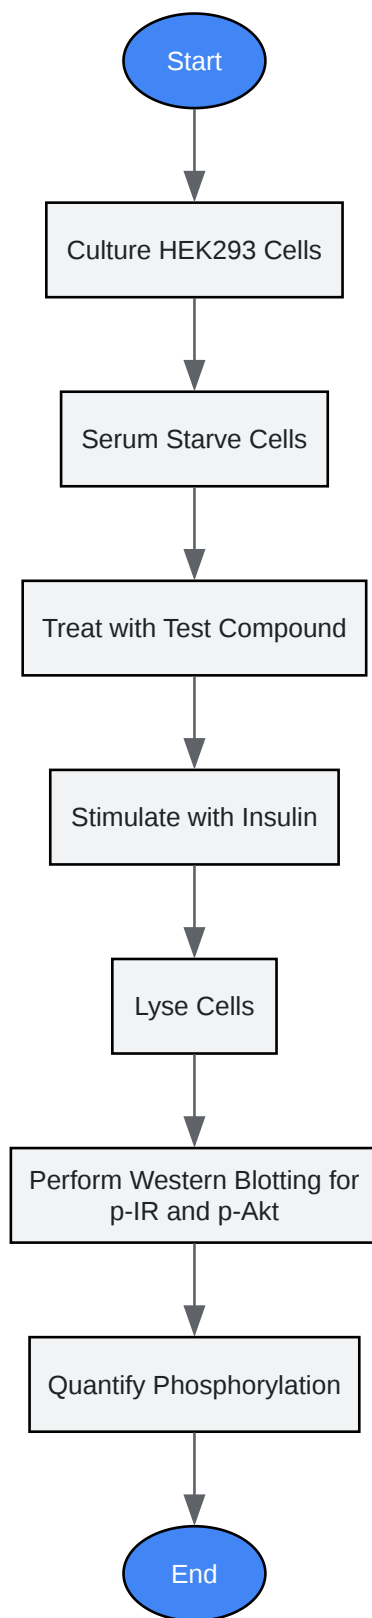 Start
Culture HEK293 Cells
Serum Starve Cells
Treat with Test Compound
Stimulate with Insulin
Lyse Cells
Perform Western Blotting for
p-IR and p-Akt
Quantify Phosphorylation
End